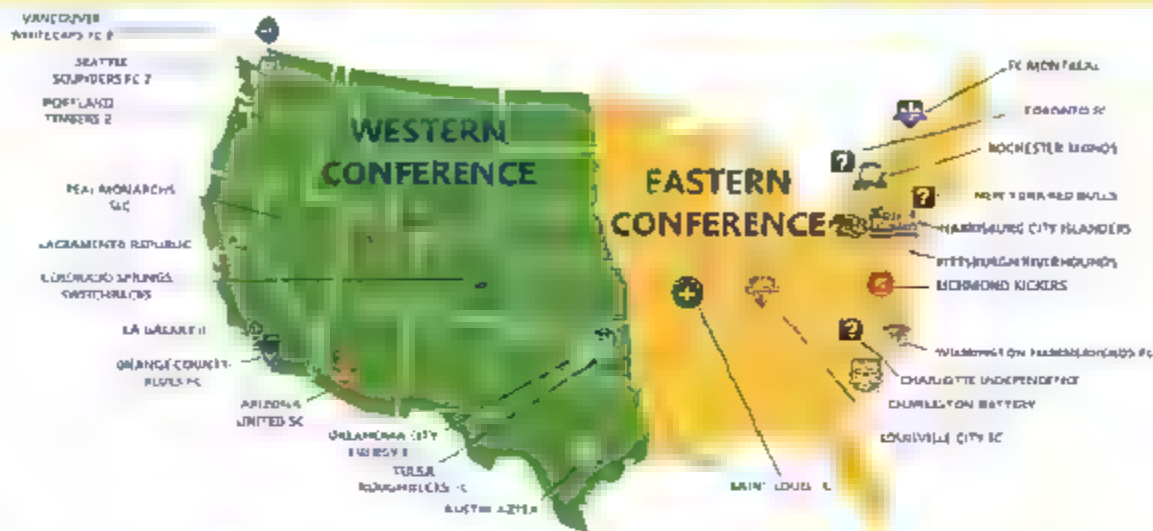 VANCOUVER
WHITECAPS FC 2
SEATTLE
SOUNDERS FC 2
PORTLAND
TIMBERS 2
REAL MONARCHS
SLC
SACRAMENTO REPUBLIC
COLORADO SPRINGS
SWITCHBACKS
LA GALAXY II
ORANGE COUNTY
BLUES FC
ARIZONA
UNITED SC
OKLAHOMA CITY
ENERGY F
TULSA
ROUGHNECKS FC
AUSTIN AZTEX
WESTERN
CONFERENCE
EASTERN
CONFERENCE
FC MONTREAL
TORONTO FC
ROCHESTER RHINOS
NEW YORK RED BULLS
HARRISBURG CITY ISLANDERS
PITTSBURGH RIVERHOUNDS
RICHMOND KICKERS
WILMINGTON HAMMERHEADS FC
CHARLOTTE INDEPENDENCE
CHARLESTON BATTERY
LOUISVILLE CITY FC
SAINT LOUIS FC